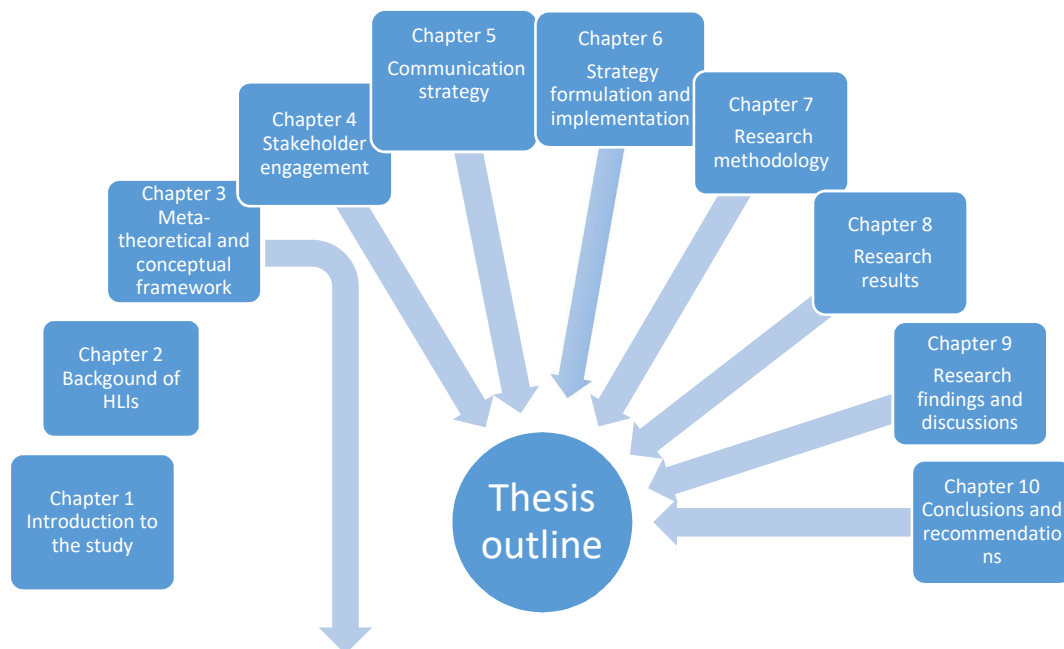 Chapter 1
Introduction to
the study
Chapter 2
Backgound of
HLIs
Chapter 3
Meta-
theoretical and
conceptual
framework
Chapter 4
Stakeholder
engagement
Chapter 5
Communication
strategy
Chapter 6
Strategy
formulation and
implementation
Chapter 7
Research
methodology
Chapter 8
Research
results
Chapter 9
Research
findings and
discussions
Chapter 10
Conclusions and
recommendatio
ns
Thesis
outline